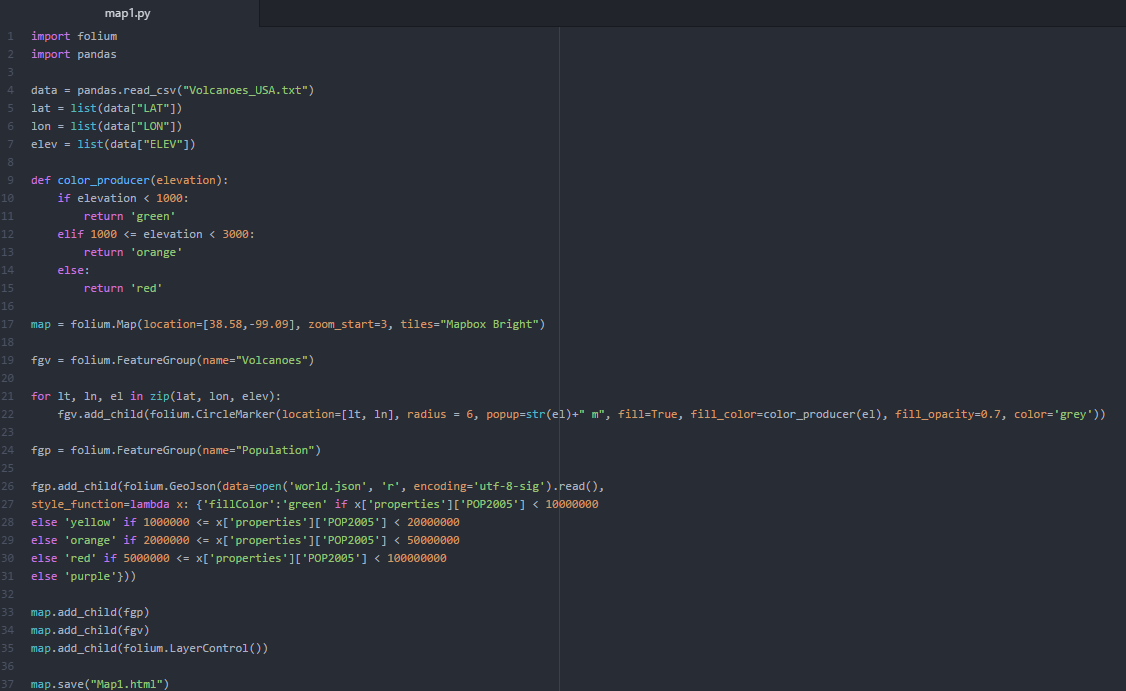 map1.py
1 import folium
2 import pandas
3
4 data = pandas.read_csv("Volcanoes_USA.txt")
5 lat = list(data["LAT"])
6 lon = list(data["LON"])
7 elev = list(data["ELEV"])
8
9 def color_producer(elevation):
10     if elevation < 1000:
11         return 'green'
12     elif 1000 <= elevation < 3000:
13         return 'orange'
14     else:
15         return 'red'
16
17 map = folium.Map(location=[38.58,-99.09], zoom_start=3, tiles="Mapbox Bright")
18
19 fgv = folium.FeatureGroup(name="Volcanoes")
20
21 for lt, ln, el in zip(lat, lon, elev):
22     fgv.add_child(folium.CircleMarker(location=[lt, ln], radius = 6, popup=str(el)+" m", fill=True, fill_color=color_producer(el), fill_opacity=0.7, color='grey'))
23
24 fgp = folium.FeatureGroup(name="Population")
25
26 fgp.add_child(folium.GeoJson(data=open('world.json', 'r', encoding='utf-8-sig').read(),
27 style_function=lambda x: {'fillColor':'green' if x['properties']['POP2005'] < 10000000
28 else 'yellow' if 1000000 <= x['properties']['POP2005'] < 20000000
29 else 'orange' if 2000000 <= x['properties']['POP2005'] < 50000000
30 else 'red' if 5000000 <= x['properties']['POP2005'] < 100000000
31 else 'purple'}))
32
33 map.add_child(fgp)
34 map.add_child(fgv)
35 map.add_child(folium.LayerControl())
36
37 map.save("Map1.html")